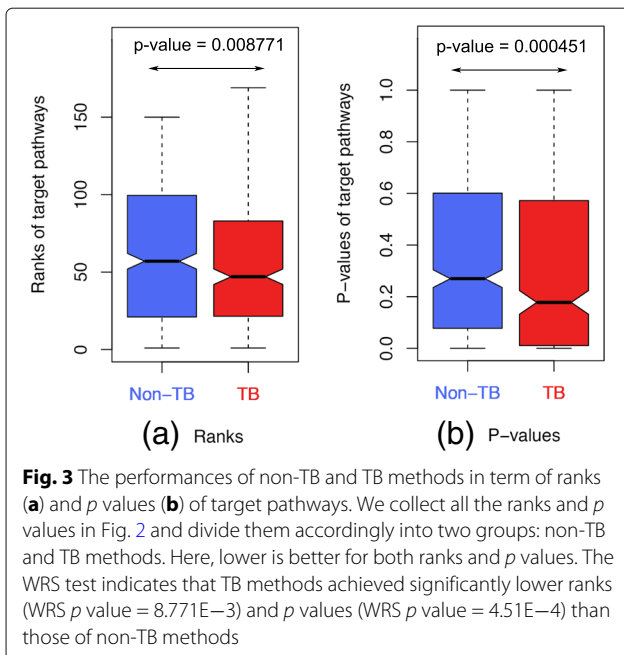 p-value = 0.008771
Ranks of target pathways
0 50 100 150
Non−TB TB
(a) Ranks
p-value = 0.000451
P−values of target pathways
0.0 0.2 0.4 0.6 0.8 1.0
Non−TB TB
(b) P−values
Fig. 3 The performances of non-TB and TB methods in term of ranks
(a) and p values (b) of target pathways. We collect all the ranks and p
values in Fig. 2 and divide them accordingly into two groups: non-TB
and TB methods. Here, lower is better for both ranks and p values. The
WRS test indicates that TB methods achieved significantly lower ranks
(WRS p value = 8.771E−3) and p values (WRS p value = 4.51E−4) than
those of non-TB methods